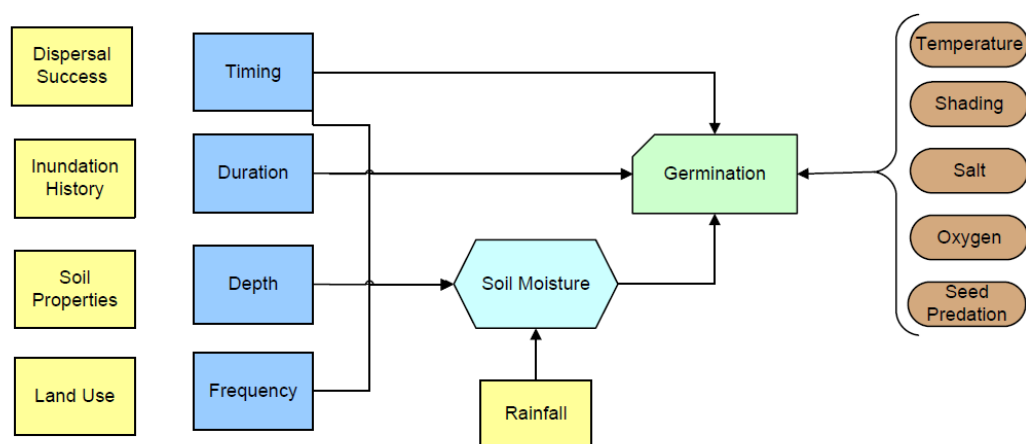 Dispersal
Success
Timing
Temperature
Shading
Inundation
History
Duration
Germination
Salt
Oxygen
Soil
Properties
Depth
Soil Moisture
Seed
Predation
Land Use
Frequency
Rainfall